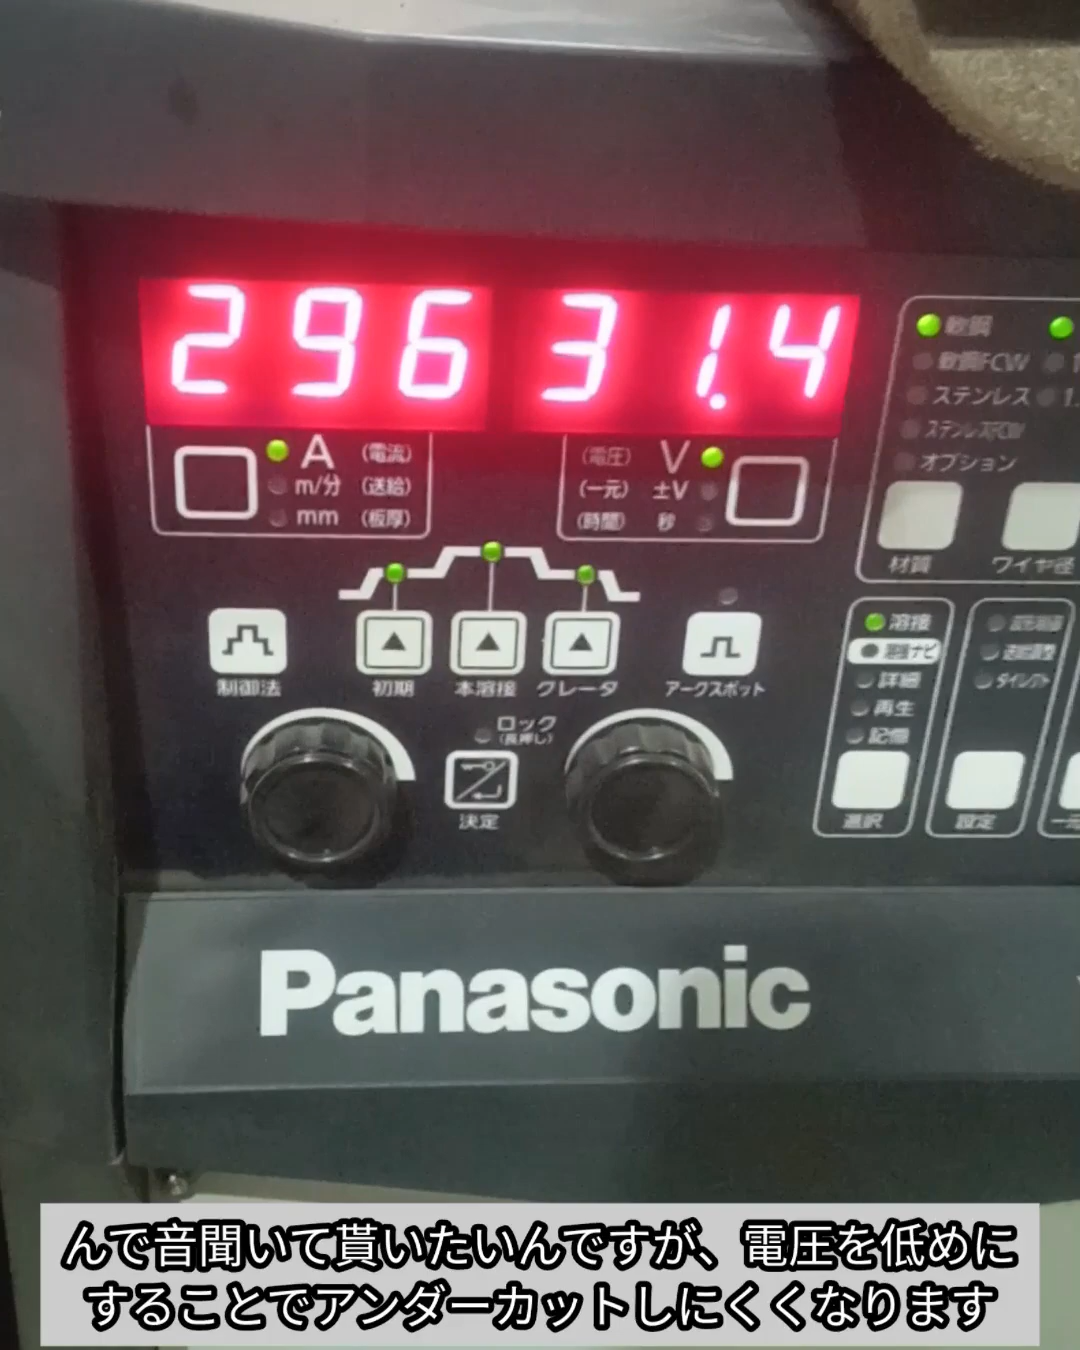 296 31.4
A (電流)
m/分 (送給)
mm (板厚)
(電圧) V
(一元) ±V
(時間) 秒
軟鋼
軟鋼FCW
ステンレス
ステンレスFCW
オプション
材質
ワイヤ径
制御法
初期
本溶接
クレータ
アークスポット
ロック
(長押し)
決定
溶接
溶接ナビ
詳細
再生
記憶
選択
設定
一元
Panasonic
んで音聞いて貰いたいんですが、電圧を低めに
することでアンダーカットしにくくなります